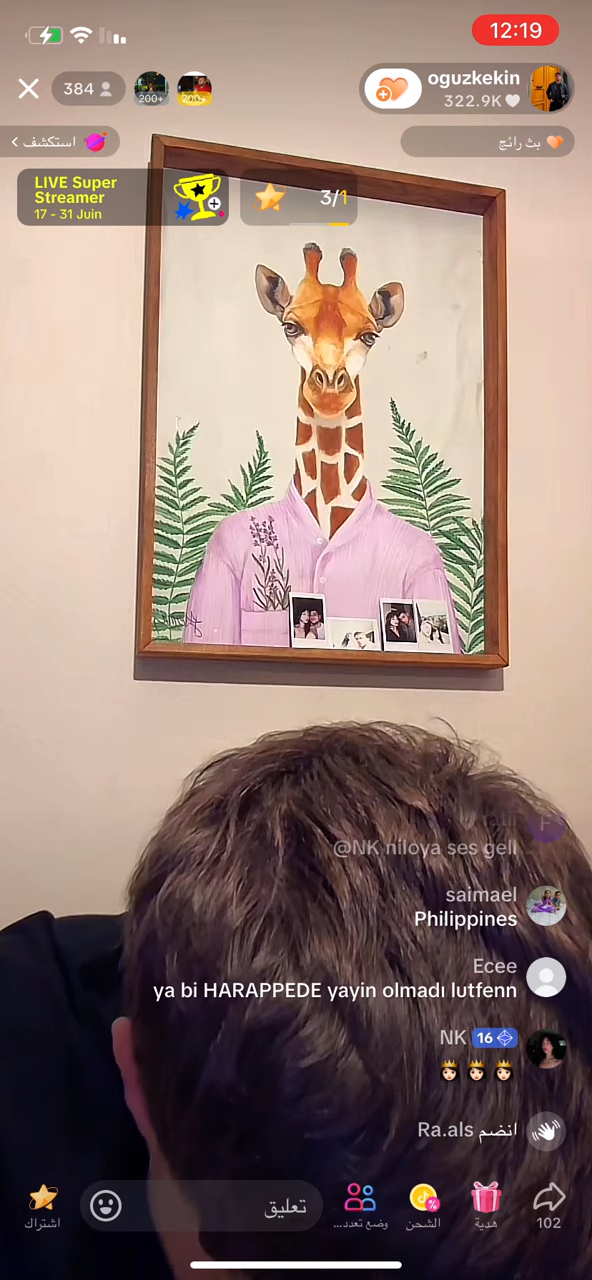 12:19
384
200+
200+
oguzkekin
322.9K
استكشف
بث رائج
LIVE Super
Streamer
17 - 31 Juin
3/1
@NK niloya ses gell
saimael
Philippines
Ecee
ya bi HARAPPEDE yayin olmadı lutfenn
NK 16
Ra.als انضم
اشتراك
تعليق
وضع تعدد...
الشحن
هدية
102